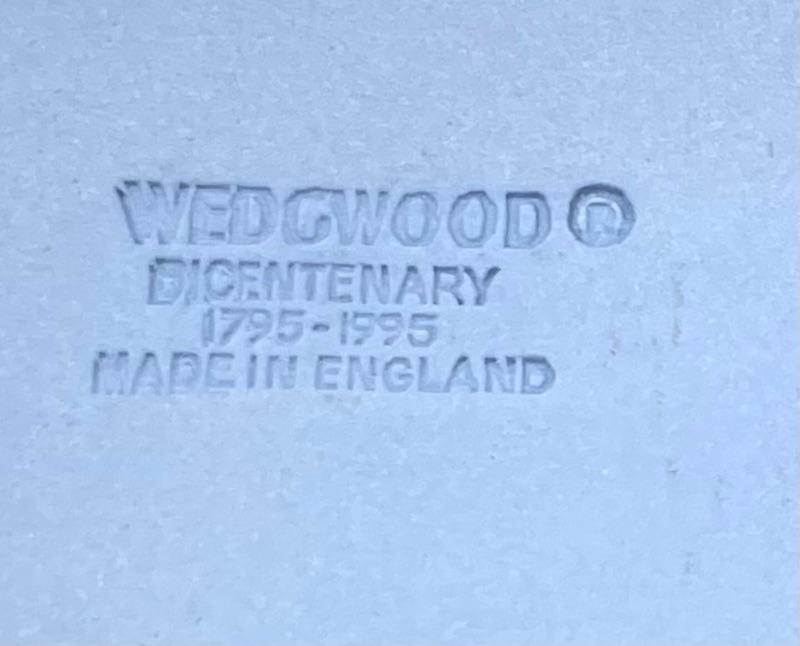 WEDGWOOD®
BICENTENARY
1795-1995
MADE IN ENGLAND